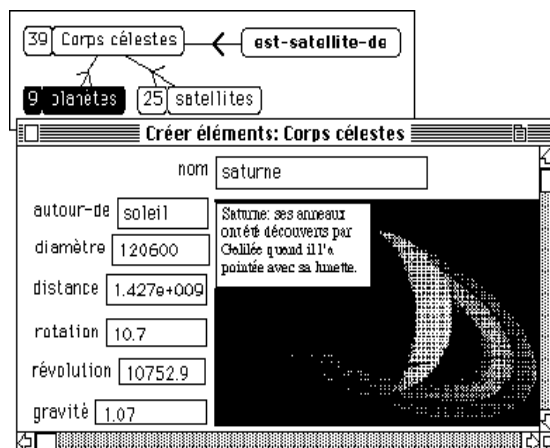 39 Corps célestes est-satellite-de
9 planètes 25 satellites
Créer éléments: Corps célestes
nom saturne
autour-de soleil
diamètre 120600
distance 1.427e+009
rotation 10.7
révolution 10752.9
gravité 1.07
Saturne: ses anneaux
ont été découverts par
Galilée quand il l'a
pointée avec sa lunette.